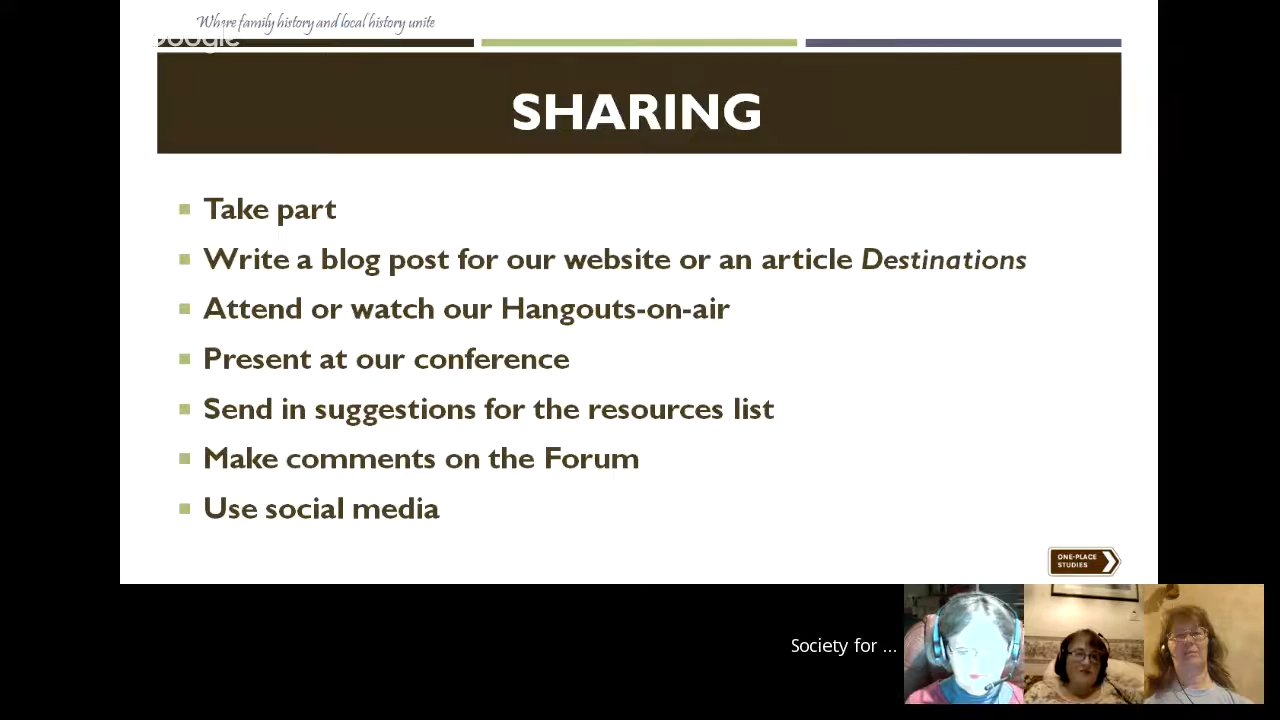 Where family history and local history unite
Google
SHARING
Take part
Write a blog post for our website or an article Destinations
Attend or watch our Hangouts-on-air
Present at our conference
Send in suggestions for the resources list
Make comments on the Forum
Use social media
ONE-PLACE
STUDIES
Society for ...